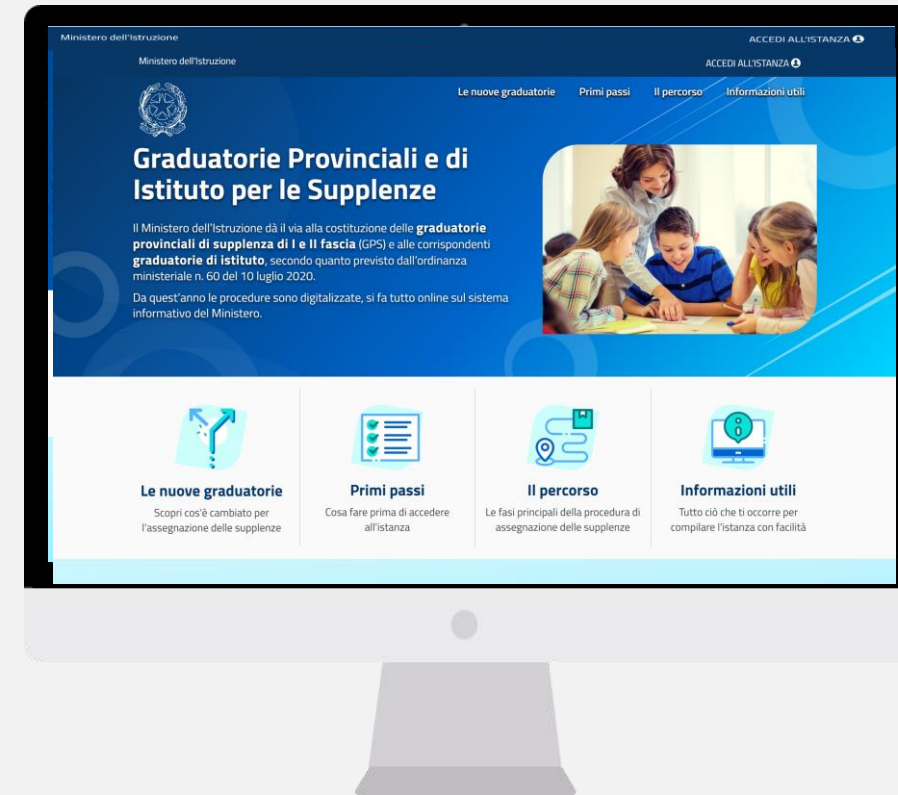 Ministero dell'Istruzione
ACCEDI ALL'ISTANZA
Ministero dell'Istruzione
ACCEDI ALL'ISTANZA
Le nuove graduatorie
Primi passi
Il percorso
Informazioni utili
Graduatorie Provinciali e di
Istituto per le Supplenze
Il Ministero dell'Istruzione dà il via alla costituzione delle graduatorie
provinciali di supplenza di I e II fascia (GPS) e alle corrispondenti
graduatorie di istituto, secondo quanto previsto dall'ordinanza
ministeriale n. 60 del 10 luglio 2020.
Da quest'anno le procedure sono digitalizzate, si fa tutto online sul sistema
informativo del Ministero.
Le nuove graduatorie
Scopri cos'è cambiato per
l'assegnazione delle supplenze
Primi passi
Cosa fare prima di accedere
all'istanza
Il percorso
Le fasi principali della procedura di
assegnazione delle supplenze
Informazioni utili
Tutto ciò che ti occorre per
compilare l'istanza con facilità